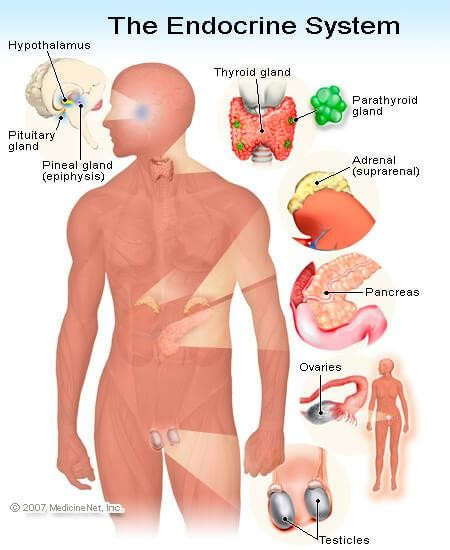 The Endocrine System
Hypothalamus
Thyroid gland
Parathyroid
gland
Pituitary
gland
Pineal gland
(epiphysis)
Adrenal
(suprarenal)
Pancreas
Ovaries
© 2007 MedicineNet, Inc.
Testicles